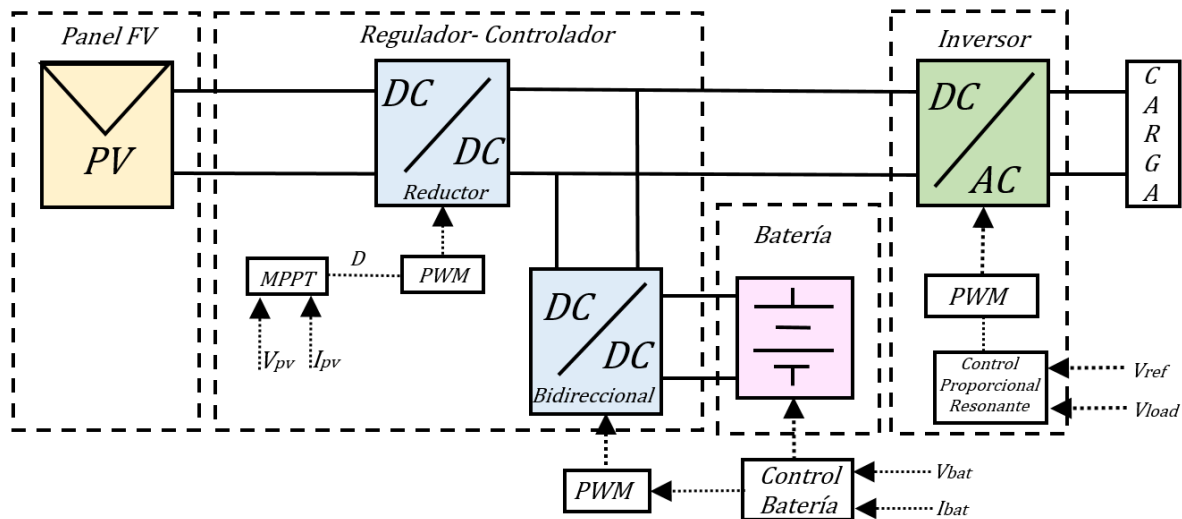 Panel FV
Regulador- Controlador
Inversor
PV
DC
DC
Reductor
DC
AC
C
A
R
G
A
MPPT
D
PWM
Vpv
Ipv
DC
DC
Bidireccional
Batería
PWM
Control
Proporcional
Resonante
Vref
Vload
PWM
Control
Batería
Vbat
Ibat